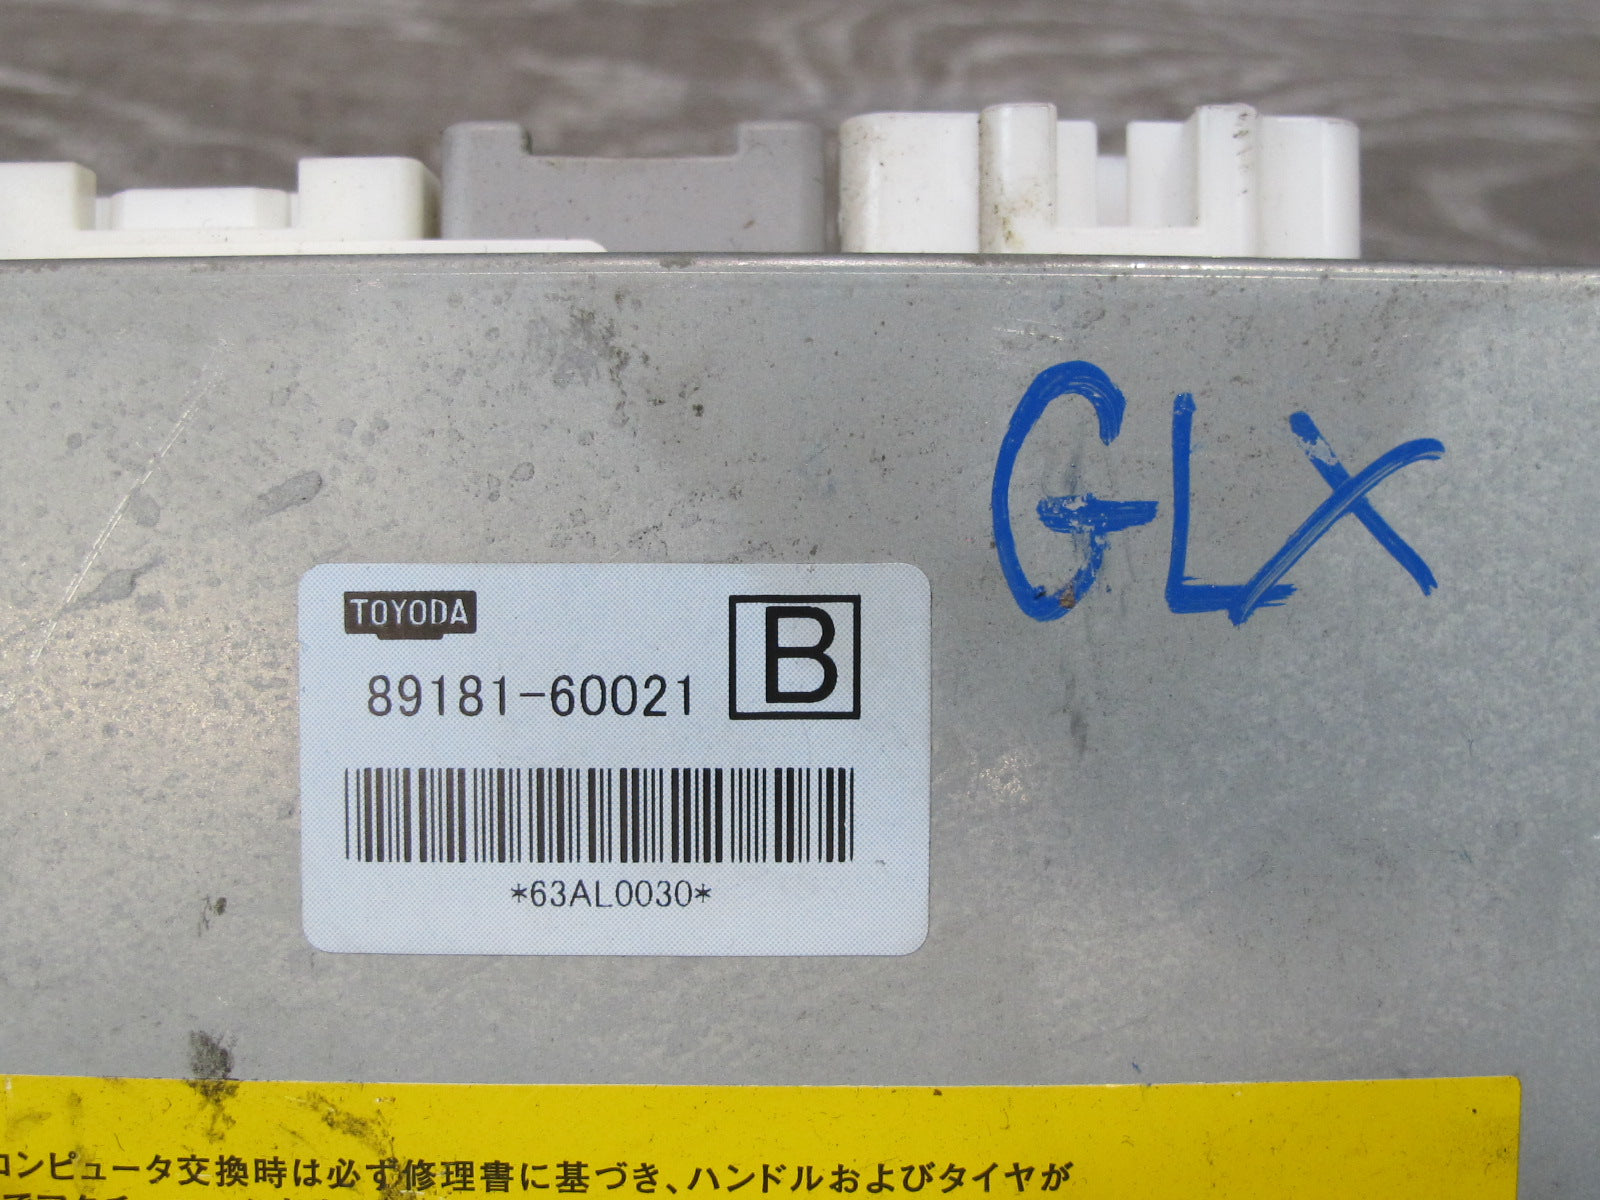 GLX
TOYODA
B
89181-60021
*63AL0030*
コンピュータ交換時は必ず修理書に基づき、ハンドルおよびタイヤが